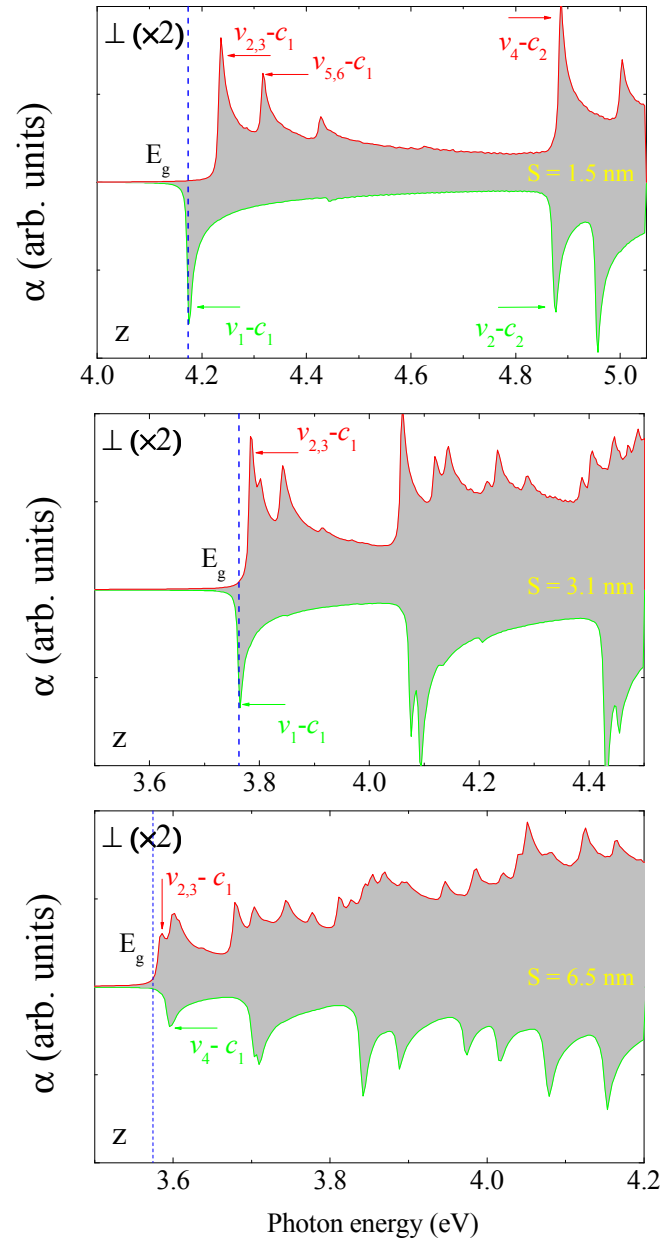 ⊥ (×2)
v2,3-c1
v5,6-c1
v4-c2
Eg
S = 1.5 nm
α (arb. units)
v1-c1
v2-c2
z
4.0 4.2 4.4 4.6 4.8 5.0
⊥ (×2)
v2,3-c1
Eg
S = 3.1 nm
α (arb. units)
v1-c1
z
3.6 3.8 4.0 4.2 4.4
⊥ (×2)
v2,3- c1
Eg
S = 6.5 nm
α (arb. units)
v4- c1
z
3.6 3.8 4.0 4.2
Photon energy (eV)